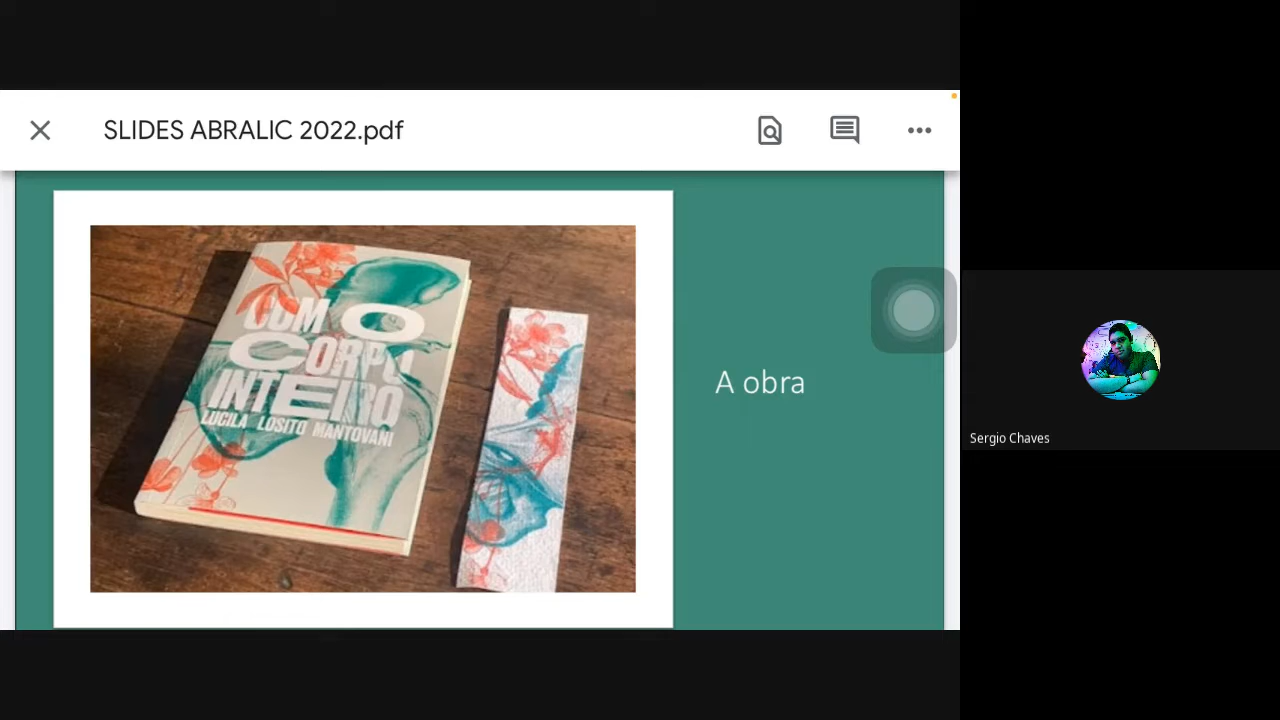 SLIDES ABRALIC 2022.pdf
COM O
CORPO
INTEIRO
LUCILA LOSITO MANTOVANI
A obra
Sergio Chaves